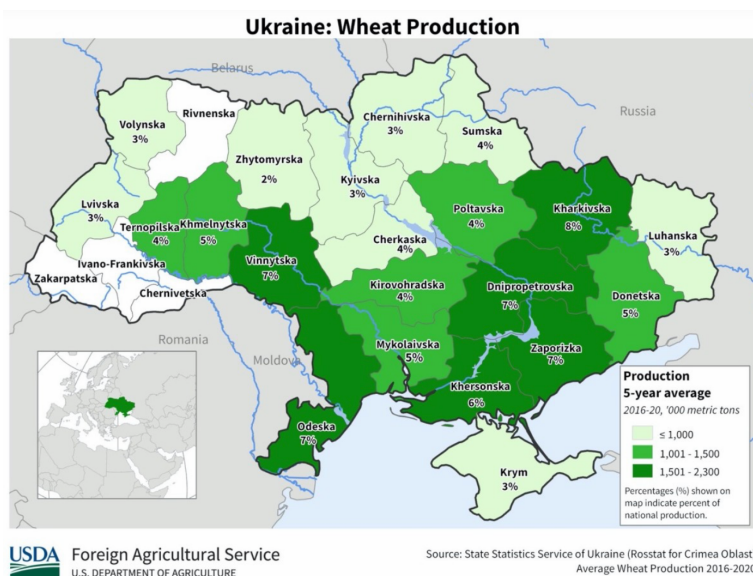 Ukraine: Wheat Production
Belarus
Russia
Romania
Moldova
Volynska
3%
Rivnenska
Zhytomyrska
2%
Chernihivska
3%
Sumska
4%
Kyivska
3%
Lvivska
3%
Ternopilska
4%
Khmelnytska
5%
Vinnytska
7%
Cherkaska
4%
Poltavska
4%
Kharkivska
8%
Luhanska
3%
Ivano-Frankivska
Zakarpatska
Chernivetska
Kirovohradska
4%
Dnipropetrovska
7%
Donetska
5%
Mykolaivska
5%
Zaporizka
7%
Khersonska
6%
Odeska
7%
Krym
3%
Production
5-year average
2016-20, '000 metric tons
≤ 1,000
1,001 - 1,500
1,501 - 2,300
Percentages (%) shown on
map indicate percent of
national production.
USDA
Foreign Agricultural Service
U.S. DEPARTMENT OF AGRICULTURE
Source: State Statistics Service of Ukraine (Rosstat for Crimea Oblast
Average Wheat Production 2016-2020